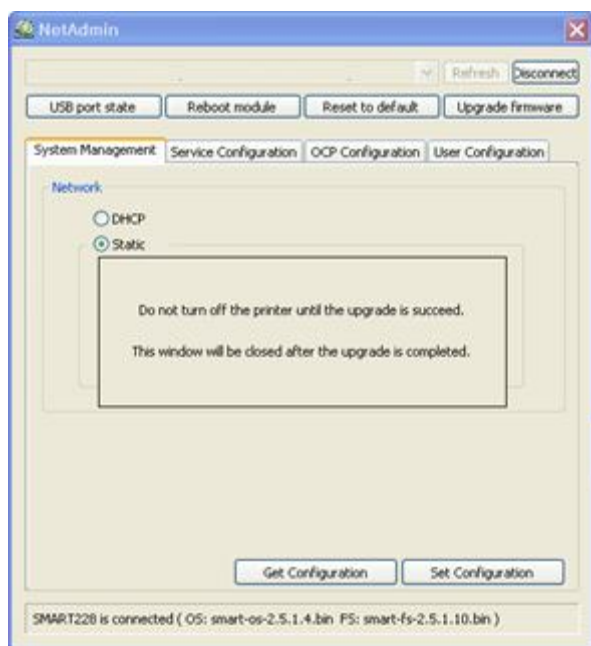 NetAdmin
Refresh Disconnect
USB port state Reboot module Reset to default Upgrade firmware
System Management Service Configuration OCP Configuration User Configuration
Network
DHCP
Static
Do not turn off the printer until the upgrade is succeed.
This window will be closed after the upgrade is completed.
Get Configuration Set Configuration
SMART228 is connected ( OS: smart-os-2.5.1.4.bin FS: smart-fs-2.5.1.10.bin )